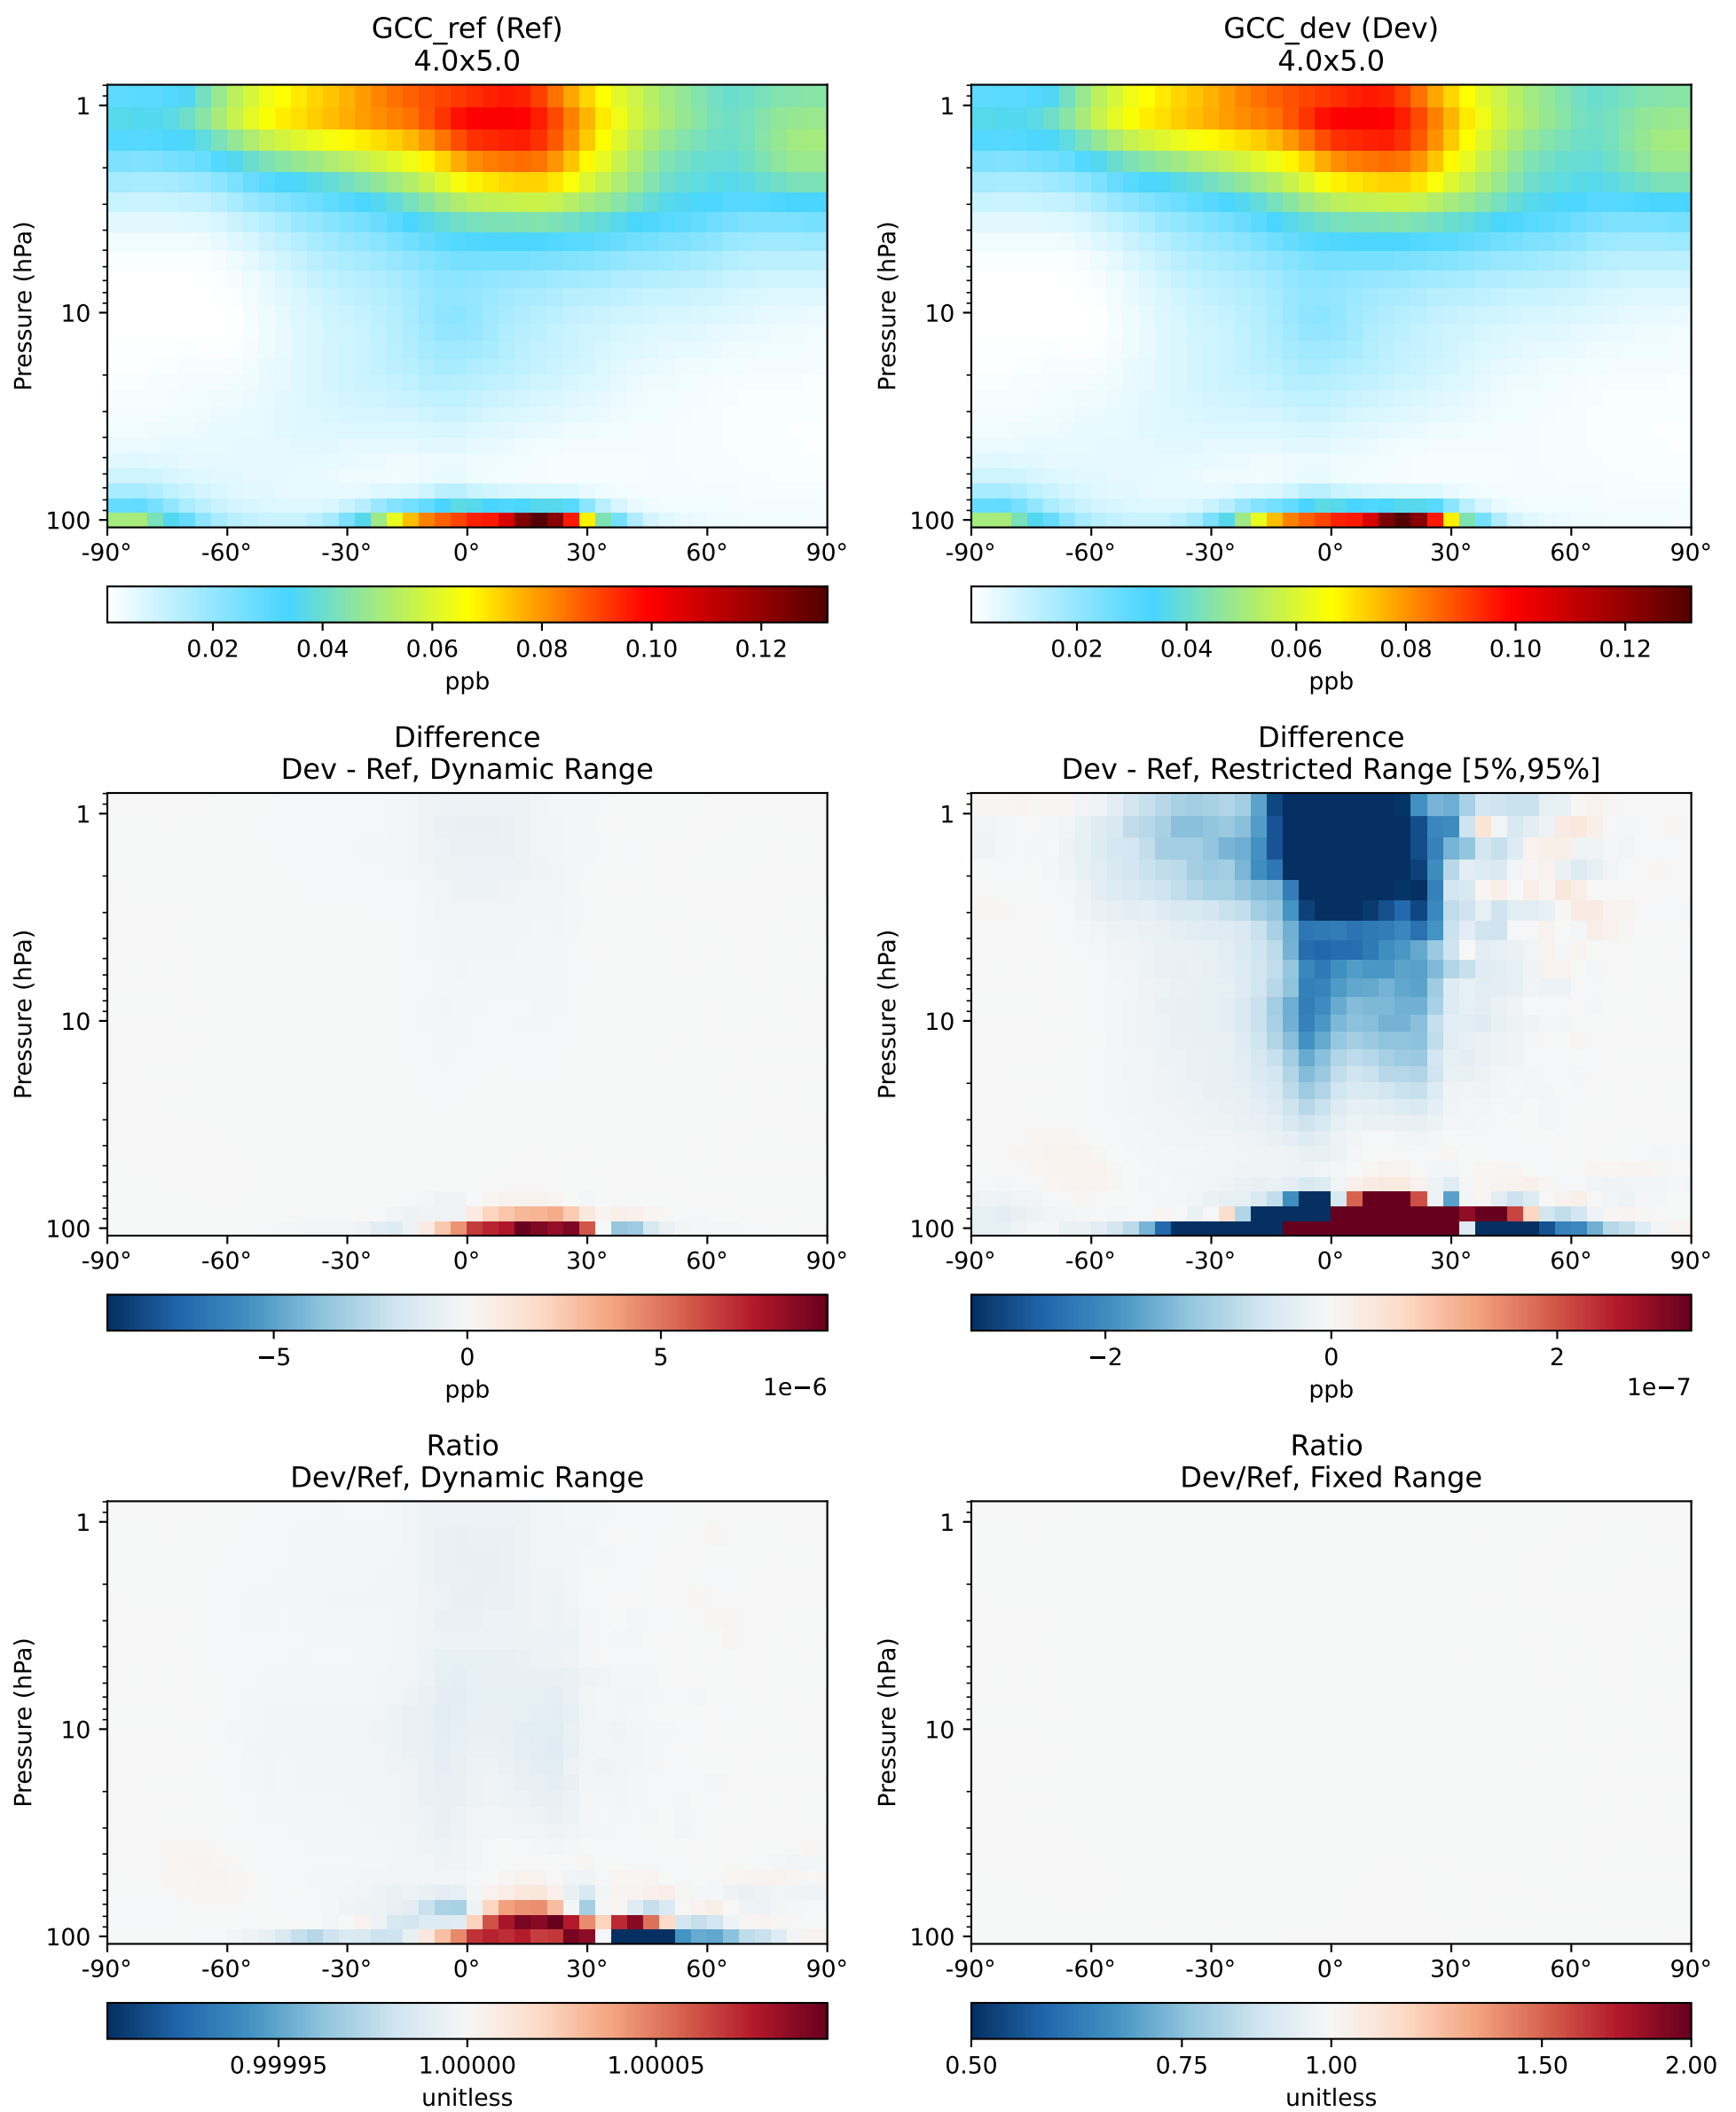 GCC_ref (Ref)
4.0x5.0
GCC_dev (Dev)
4.0x5.0
Pressure (hPa)
1
10
100
-90° -60° -30° 0° 30° 60° 90°
0.02 0.04 0.06 0.08 0.10 0.12
ppb
Pressure (hPa)
1
10
100
-90° -60° -30° 0° 30° 60° 90°
0.02 0.04 0.06 0.08 0.10 0.12
ppb
Difference
Dev - Ref, Dynamic Range
Difference
Dev - Ref, Restricted Range [5%,95%]
Pressure (hPa)
1
10
100
-90° -60° -30° 0° 30° 60° 90°
−5 0 5
ppb
1e−6
Pressure (hPa)
1
10
100
-90° -60° -30° 0° 30° 60° 90°
−2 0 2
ppb
1e−7
Ratio
Dev/Ref, Dynamic Range
Ratio
Dev/Ref, Fixed Range
Pressure (hPa)
1
10
100
-90° -60° -30° 0° 30° 60° 90°
0.99995 1.00000 1.00005
unitless
Pressure (hPa)
1
10
100
-90° -60° -30° 0° 30° 60° 90°
0.50 0.75 1.00 1.50 2.00
unitless